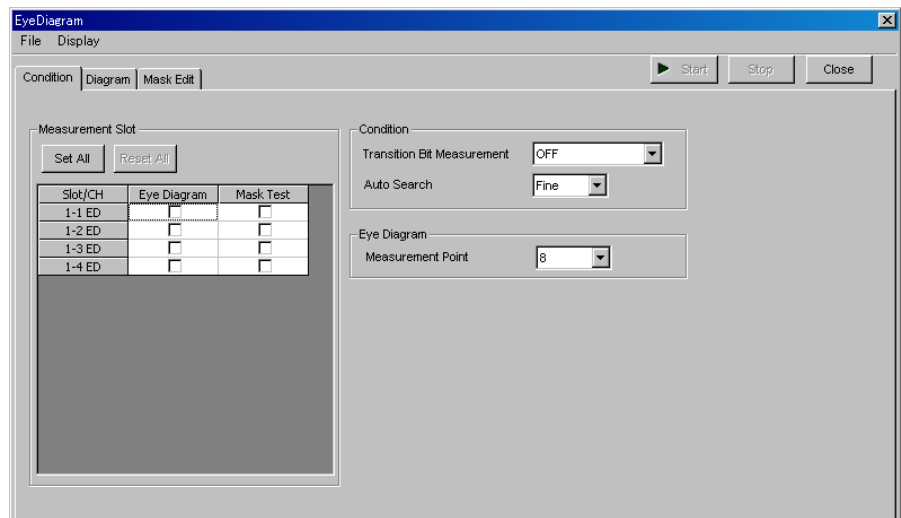 EyeDiagram
File Display
Start Stop Close
Condition Diagram Mask Edit
Measurement Slot
Set All Reset All
Slot/CH Eye Diagram Mask Test
1-1 ED
1-2 ED
1-3 ED
1-4 ED
Condition
Transition Bit Measurement OFF
Auto Search Fine
Eye Diagram
Measurement Point 8